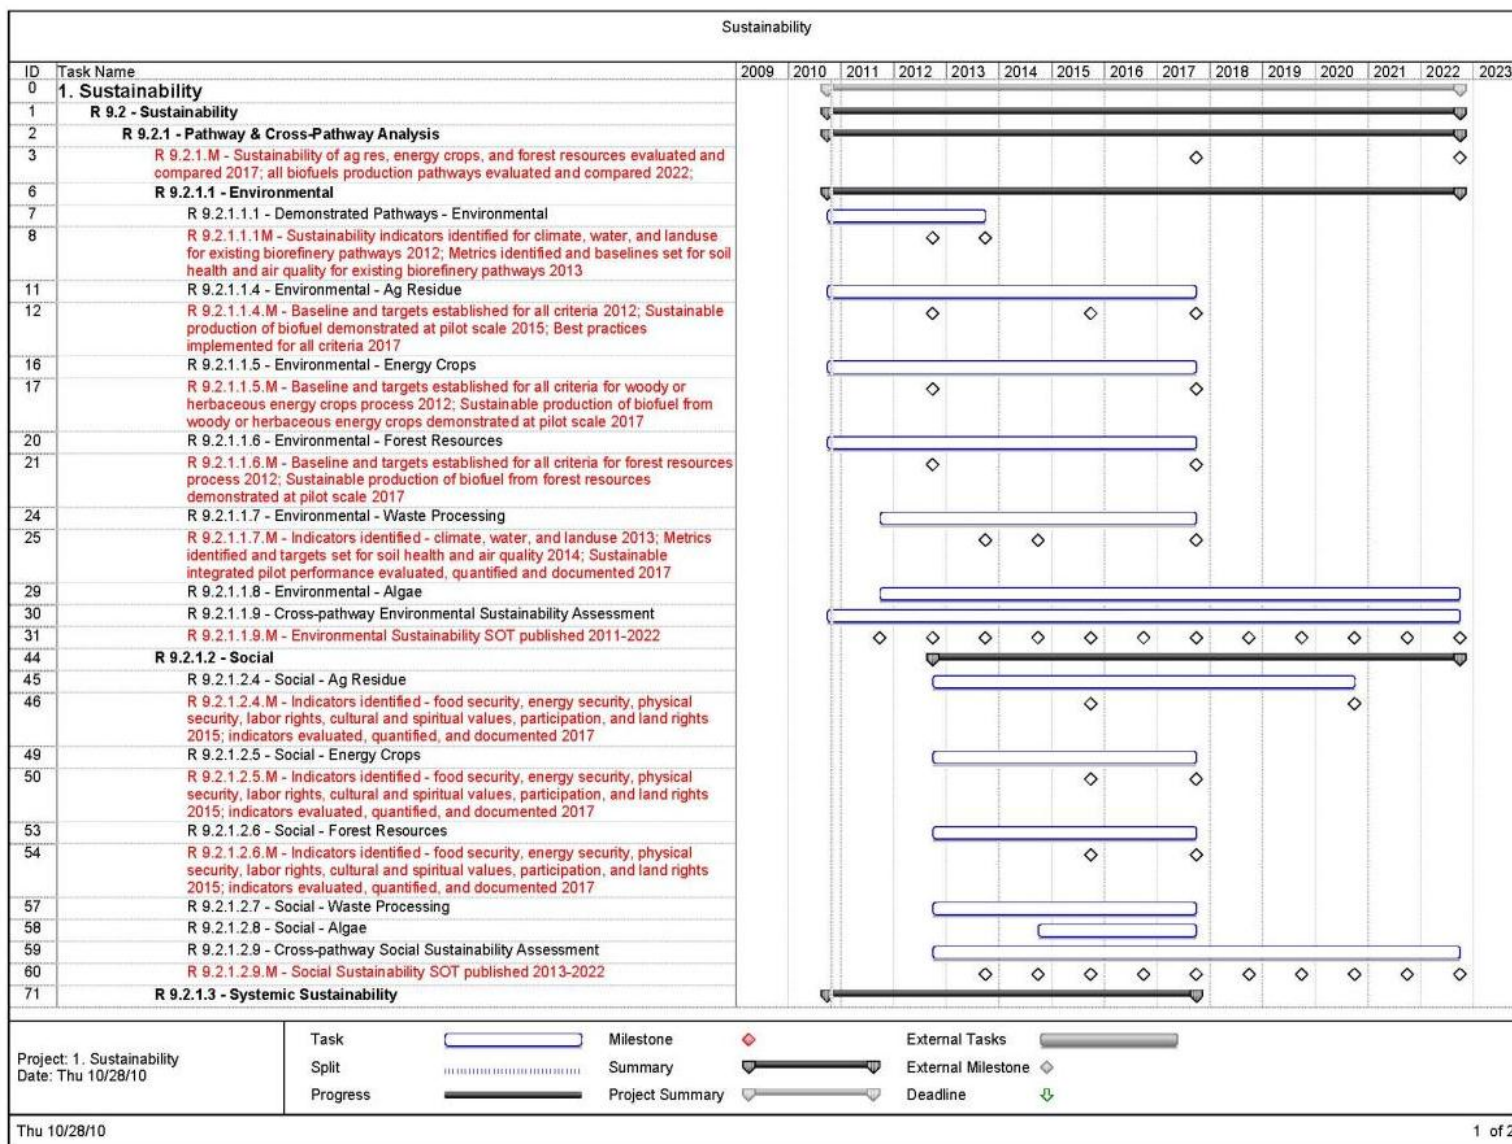 Sustainability
ID Task Name 2009 2010 2011 2012 2013 2014 2015 2016 2017 2018 2019 2020 2021 2022 2023
0 1. Sustainability
1 R 9.2 - Sustainability
2 R 9.2.1 - Pathway & Cross-Pathway Analysis
3 R 9.2.1.M - Sustainability of ag res, energy crops, and forest resources evaluated and
compared 2017; all biofuels production pathways evaluated and compared 2022;
6 R 9.2.1.1 - Environmental
7 R 9.2.1.1.1 - Demonstrated Pathways - Environmental
8 R 9.2.1.1.1M - Sustainability indicators identified for climate, water, and landuse
for existing biorefinery pathways 2012; Metrics identified and baselines set for soil
health and air quality for existing biorefinery pathways 2013
11 R 9.2.1.1.4 - Environmental - Ag Residue
12 R 9.2.1.1.4.M - Baseline and targets established for all criteria 2012; Sustainable
production of biofuel demonstrated at pilot scale 2015; Best practices
implemented for all criteria 2017
16 R 9.2.1.1.5 - Environmental - Energy Crops
17 R 9.2.1.1.5.M - Baseline and targets established for all criteria for woody or
herbaceous energy crops process 2012; Sustainable production of biofuel from
woody or herbaceous energy crops demonstrated at pilot scale 2017
20 R 9.2.1.1.6 - Environmental - Forest Resources
21 R 9.2.1.1.6.M - Baseline and targets established for all criteria for forest resources
process 2012; Sustainable production of biofuel from forest resources
demonstrated at pilot scale 2017
24 R 9.2.1.1.7 - Environmental - Waste Processing
25 R 9.2.1.1.7.M - Indicators identified - climate, water, and landuse 2013; Metrics
identified and targets set for soil health and air quality 2014; Sustainable
integrated pilot performance evaluated, quantified and documented 2017
29 R 9.2.1.1.8 - Environmental - Algae
30 R 9.2.1.1.9 - Cross-pathway Environmental Sustainability Assessment
31 R 9.2.1.1.9.M - Environmental Sustainability SOT published 2011-2022
44 R 9.2.1.2 - Social
45 R 9.2.1.2.4 - Social - Ag Residue
46 R 9.2.1.2.4.M - Indicators identified - food security, energy security, physical
security, labor rights, cultural and spiritual values, participation, and land rights
2015; indicators evaluated, quantified, and documented 2017
49 R 9.2.1.2.5 - Social - Energy Crops
50 R 9.2.1.2.5.M - Indicators identified - food security, energy security, physical
security, labor rights, cultural and spiritual values, participation, and land rights
2015; indicators evaluated, quantified, and documented 2017
53 R 9.2.1.2.6 - Social - Forest Resources
54 R 9.2.1.2.6.M - Indicators identified - food security, energy security, physical
security, labor rights, cultural and spiritual values, participation, and land rights
2015; indicators evaluated, quantified, and documented 2017
57 R 9.2.1.2.7 - Social - Waste Processing
58 R 9.2.1.2.8 - Social - Algae
59 R 9.2.1.2.9 - Cross-pathway Social Sustainability Assessment
60 R 9.2.1.2.9.M - Social Sustainability SOT published 2013-2022
71 R 9.2.1.3 - Systemic Sustainability
Project: 1. Sustainability
Date: Thu 10/28/10
Task Milestone External Tasks
Split Summary External Milestone
Progress Project Summary Deadline
Thu 10/28/10 1 of 2